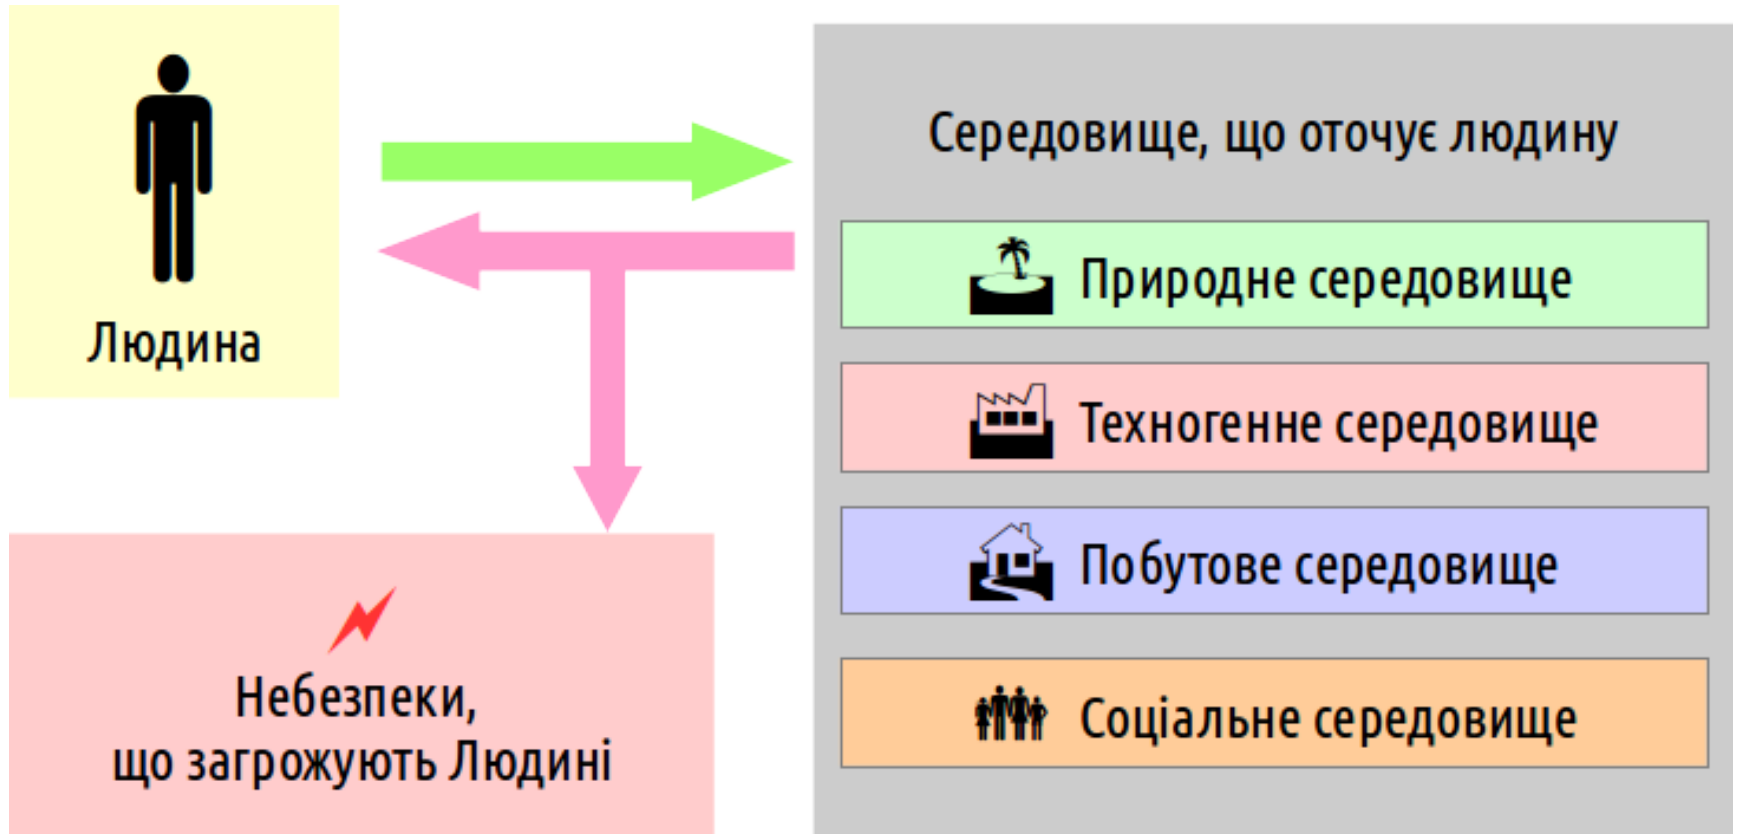 Людина
Середовище, що оточує людину
Природне середовище
Техногенне середовище
Побутове середовище
Соціальне середовище
Небезпеки,
що загрожують Людині